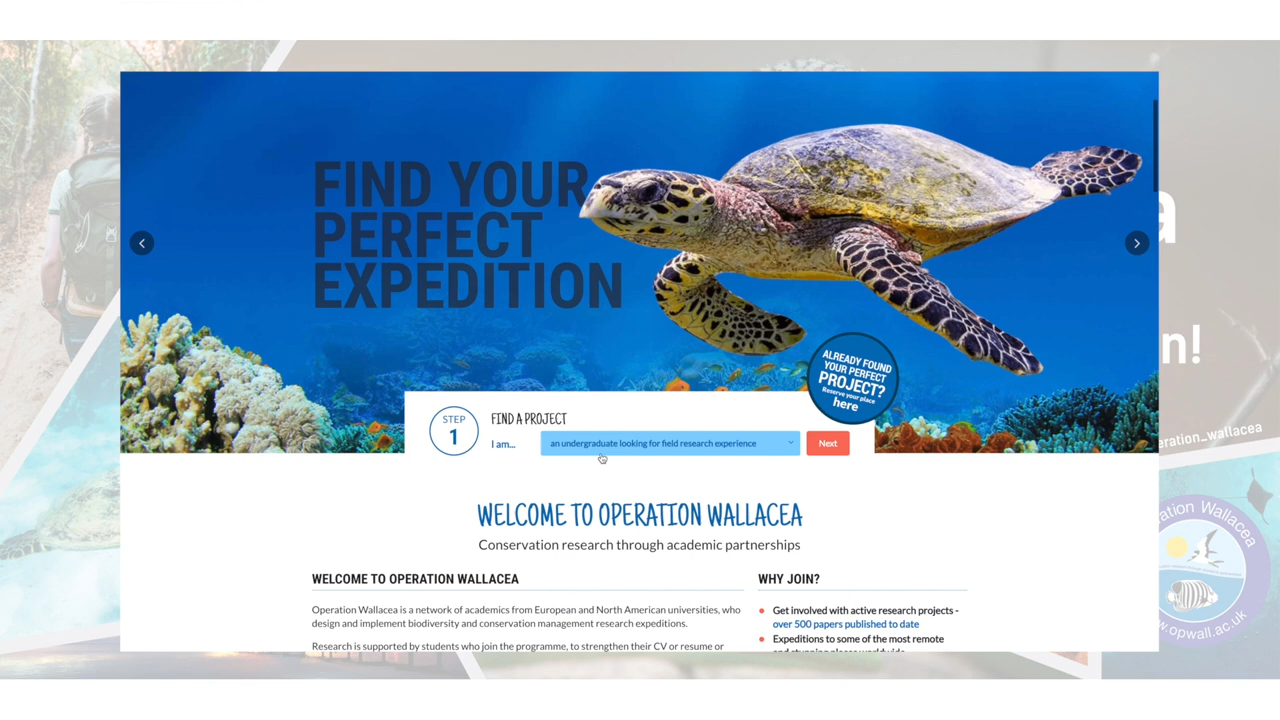 FIND YOUR
PERFECT
EXPEDITION
ALREADY FOUND
YOUR PERFECT
PROJECT?
Reserve your place
here
STEP
1
FIND A PROJECT
I am...
an undergraduate looking for field research experience
Next
WELCOME TO OPERATION WALLACEA
Conservation research through academic partnerships
WELCOME TO OPERATION WALLACEA
Operation Wallacea is a network of academics from European and North American universities, who
design and implement biodiversity and conservation management research expeditions.
Research is supported by students who join the programme, to strengthen their CV or resume or
WHY JOIN?
Get involved with active research projects -
over 500 papers published to date
Expeditions to some of the most remote
a
n!
eration_wallacea
ration Wallacea
w.opwall.ac.uk